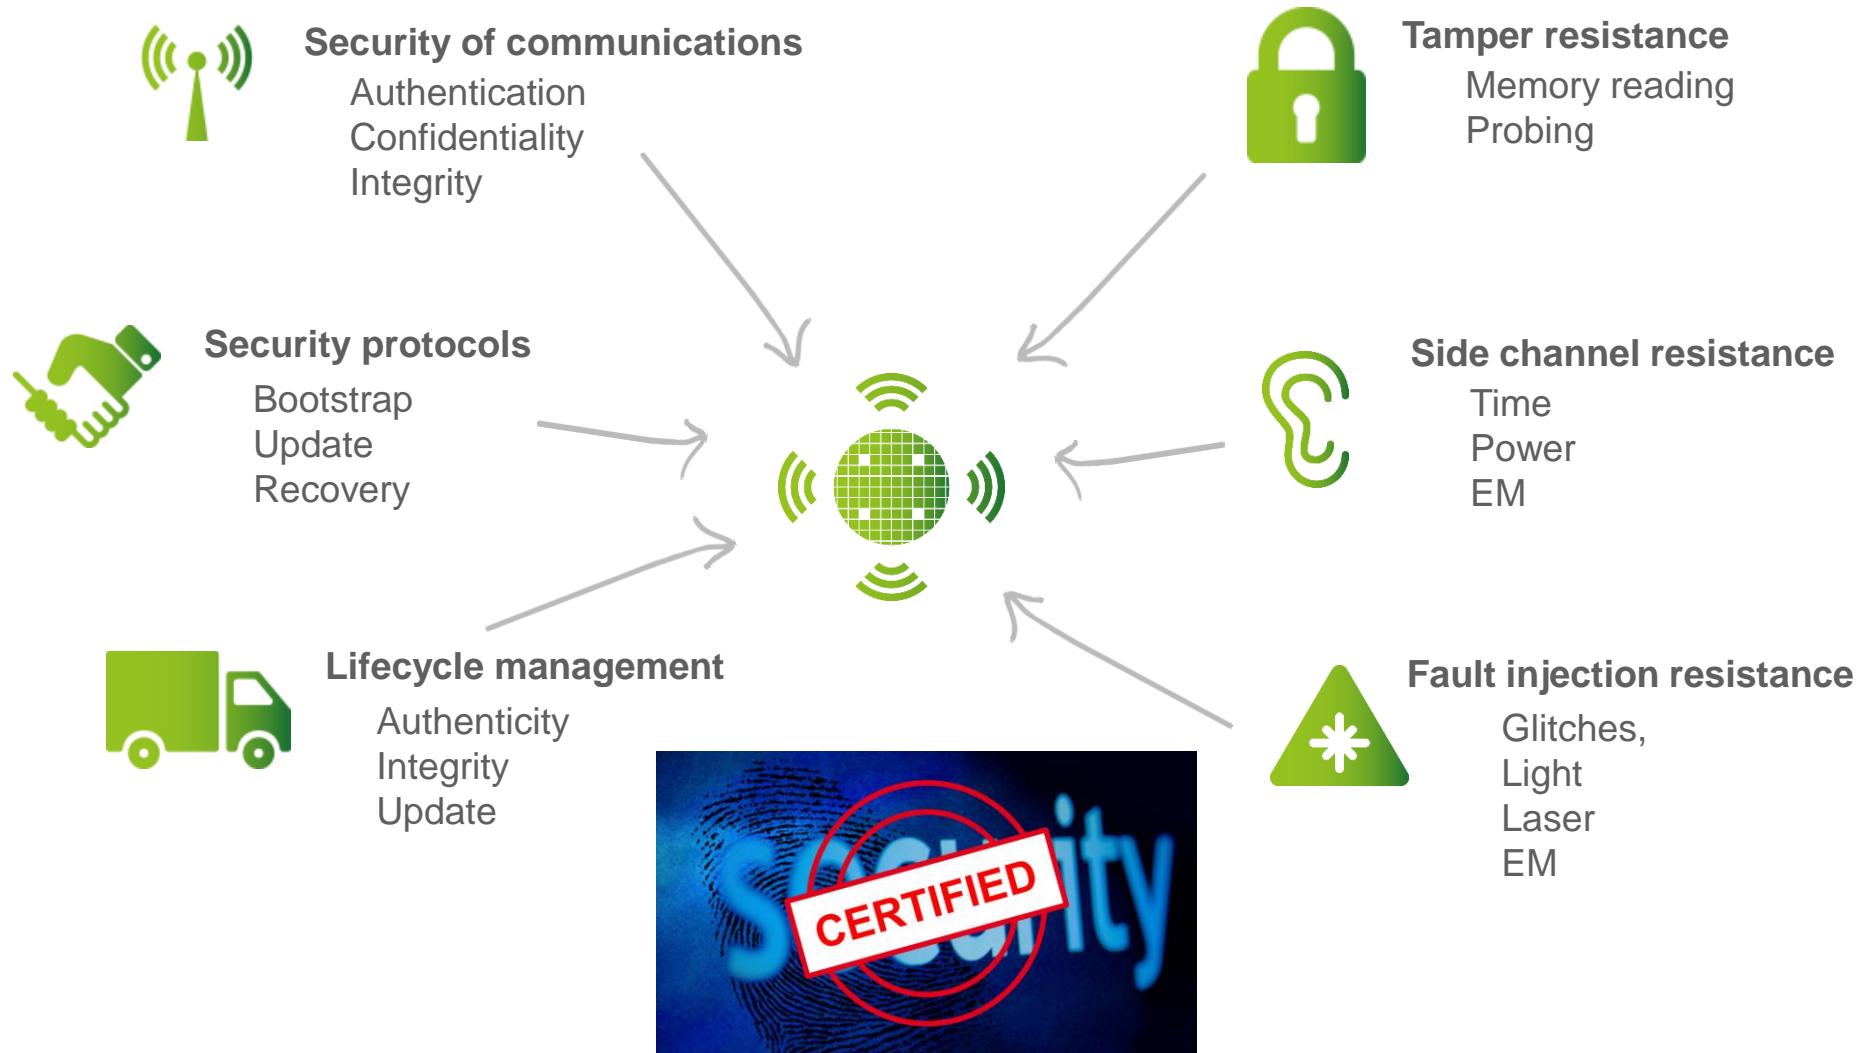 Security of communications
Authentication
Confidentiality
Integrity
Tamper resistance
Memory reading
Probing
Security protocols
Bootstrap
Update
Recovery
Side channel resistance
Time
Power
EM
Lifecycle management
Authenticity
Integrity
Update
Fault injection resistance
Glitches,
Light
Laser
EM
security
CERTIFIED